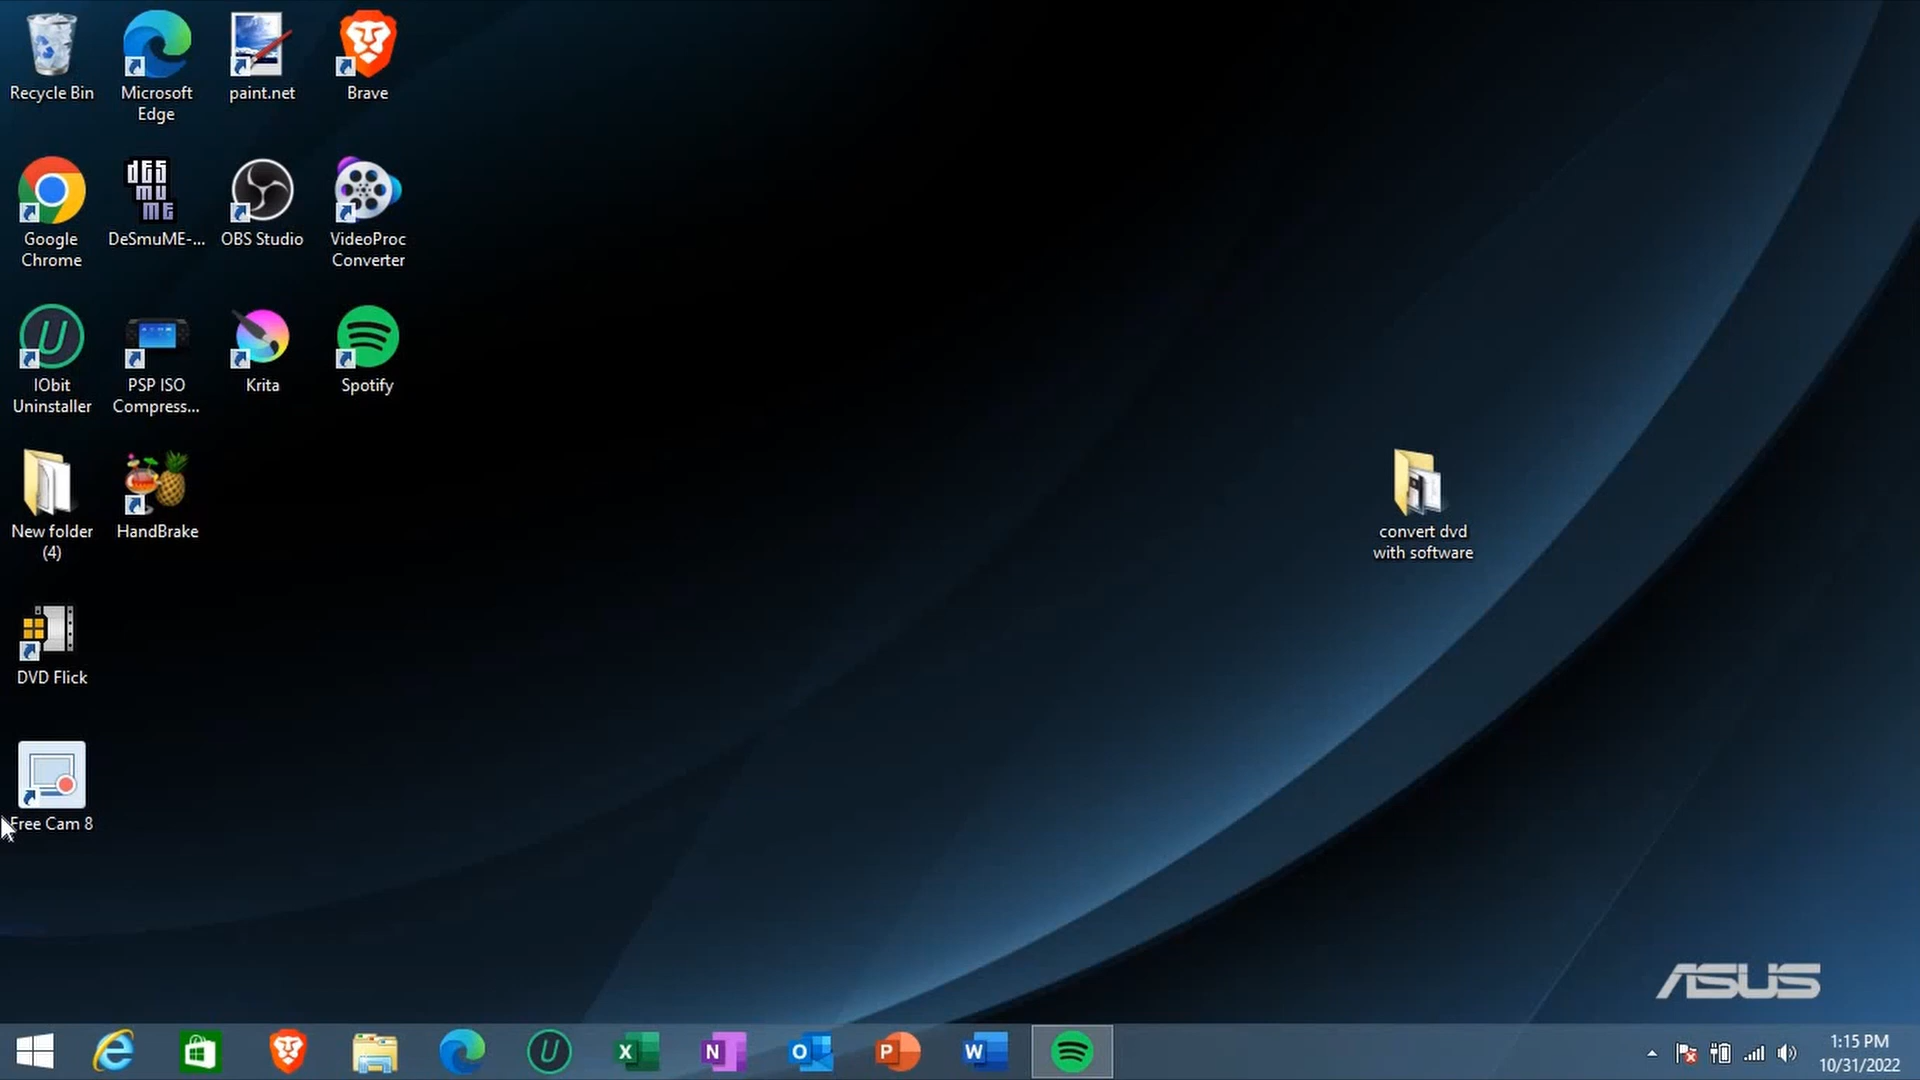 Recycle Bin
Microsoft
Edge
paint.net
Brave
Google
Chrome
DeSmuME-...
OBS Studio
VideoProc
Converter
IObit
Uninstaller
PSP ISO
Compress...
Krita
Spotify
New folder
(4)
HandBrake
DVD Flick
Free Cam 8
convert dvd
with software
ASUS
1:15 PM
10/31/2022